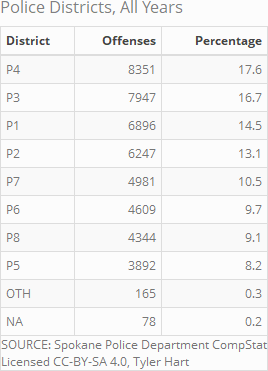 Police Districts, All Years
District Offenses Percentage
P4 8351 17.6
P3 7947 16.7
P1 6896 14.5
P2 6247 13.1
P7 4981 10.5
P6 4609 9.7
P8 4344 9.1
P5 3892 8.2
OTH 165 0.3
NA 78 0.2
SOURCE: Spokane Police Department CompStat
Licensed CC-BY-SA 4.0, Tyler Hart